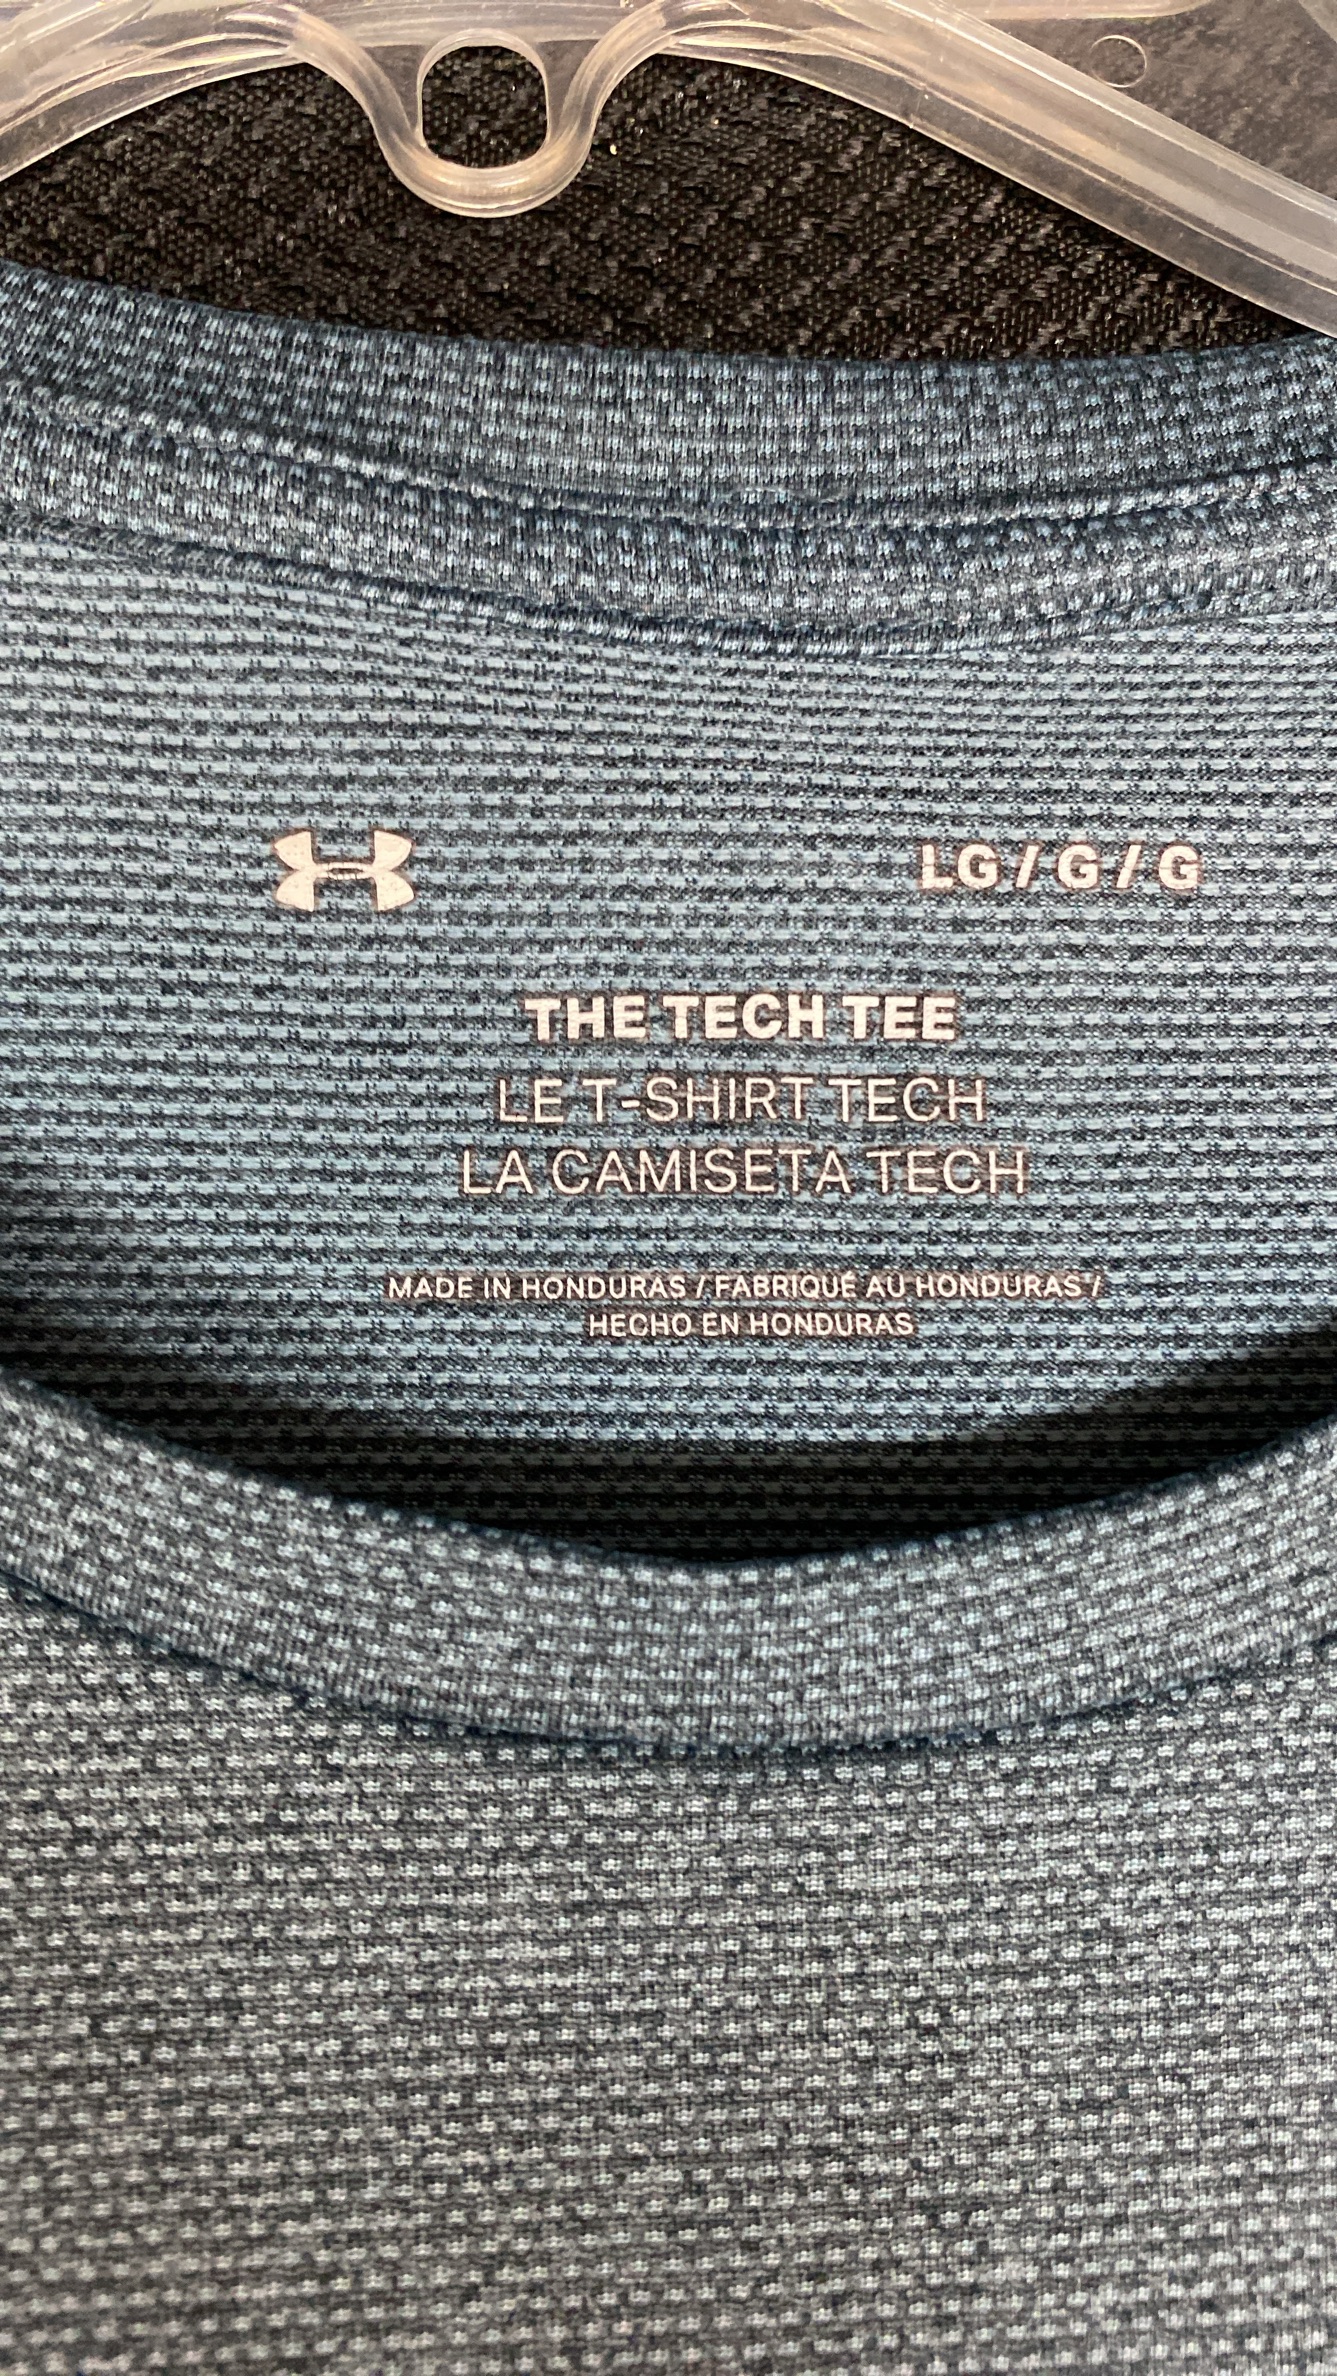 LG / G / G
THE TECH TEE
LE T-SHIRT TECH
LA CAMISETA TECH
MADE IN HONDURAS / FABRIQUÉ AU HONDURAS /
HECHO EN HONDURAS